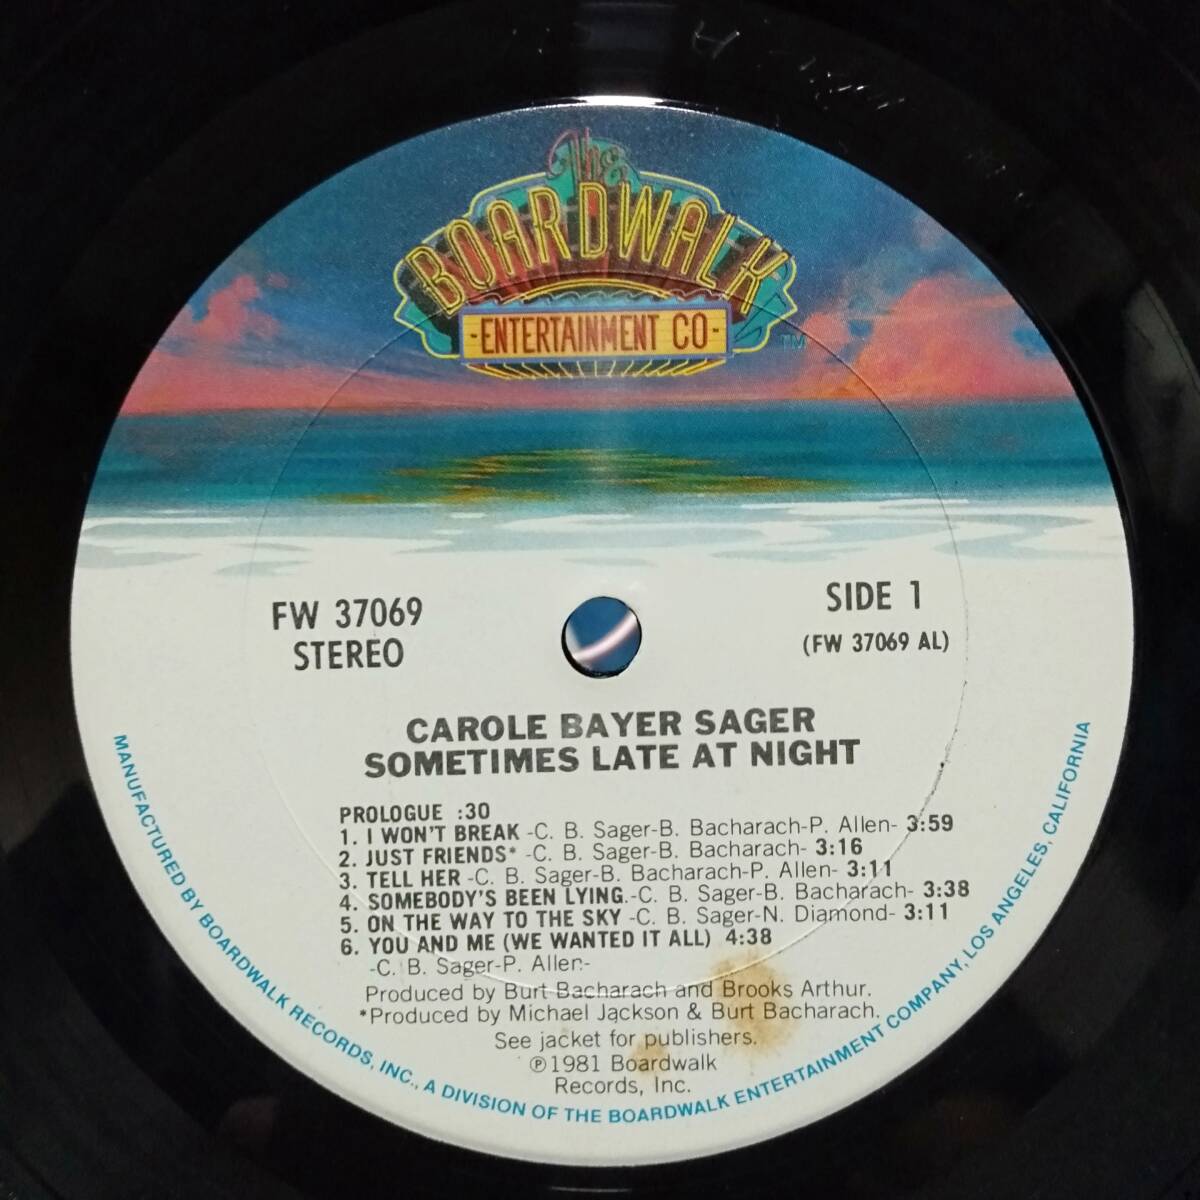 The
BOARDWALK
-ENTERTAINMENT CO-
TM
FW 37069
STEREO
SIDE 1
(FW 37069 AL)
CAROLE BAYER SAGER
SOMETIMES LATE AT NIGHT
PROLOGUE :30
1. I WON'T BREAK -C. B. Sager-B. Bacharach-P. Allen- 3:59
2. JUST FRIENDS* -C. B. Sager-B. Bacharach- 3:16
3. TELL HER -C. B. Sager-B. Bacharach-P. Allen- 3:11
4. SOMEBODY'S BEEN LYING.-C. B. Sager-B. Bacharach- 3:38
5. ON THE WAY TO THE SKY -C. B. Sager-N. Diamond- 3:11
6. YOU AND ME (WE WANTED IT ALL) 4:38
-C. B. Sager-P. Allen-
Produced by Burt Bacharach and Brooks Arthur.
*Produced by Michael Jackson & Burt Bacharach.
See jacket for publishers.
℗1981 Boardwalk
Records, Inc.
MANUFACTURED BY BOARDWALK RECORDS, INC., A DIVISION OF THE BOARDWALK ENTERTAINMENT COMPANY, LOS ANGELES, CALIFORNIA